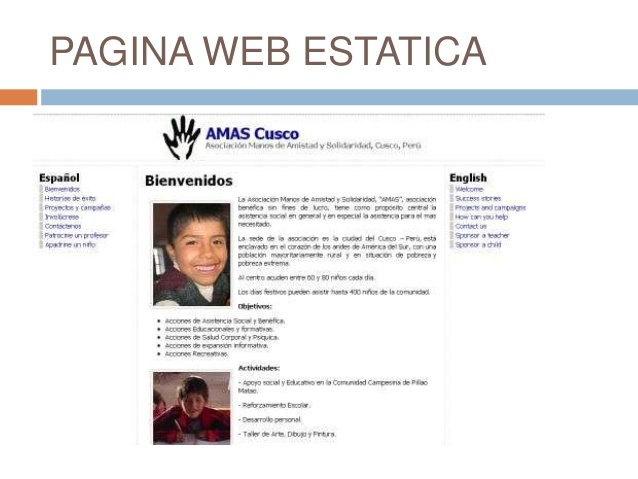 PAGINA WEB ESTATICA
AMAS Cusco
Asociación Manos de Amistad y Solidaridad, Cusco, Perú
Español
Bienvenidos
Historias de éxito
Proyectos y campañas
Involúcrese
Contáctenos
Patrocine un profesor
Apadrine un niño
Bienvenidos
La Asociación Manos de Amistad y Solidaridad, "AMAS", asociación
benéfica sin fines de lucro, tiene como propósito central la
asistencia social en general y en especial la asistencia para el mas
necesitado.
La sede de la asociación es la ciudad del Cusco – Perú, está
enclavado en el corazón de los andes de América del Sur, con una
población mayoritariamente rural y en situación de pobreza y
pobreza extrema.
Al centro acuden entre 60 y 80 niños cada día.
Los días festivos pueden asistir hasta 400 niños de la comunidad.
Objetivos:
Acciones de Asistencia Social y Benéfica.
Acciones Educacionales y formativas.
Acciones de Salud Corporal y Psíquica.
Acciones de expansión informativa.
Acciones Recreativas.
Actividades:
- Apoyo social y Educativo en la Comunidad Campesina de Pillao
Matao.
- Reforzamiento Escolar.
- Desarrollo personal.
- Taller de Arte, Dibujo y Pintura.
English
Welcome
Success stories
Projects and campaigns
How can you help
Contact us
Sponsor a teacher
Sponsor a child